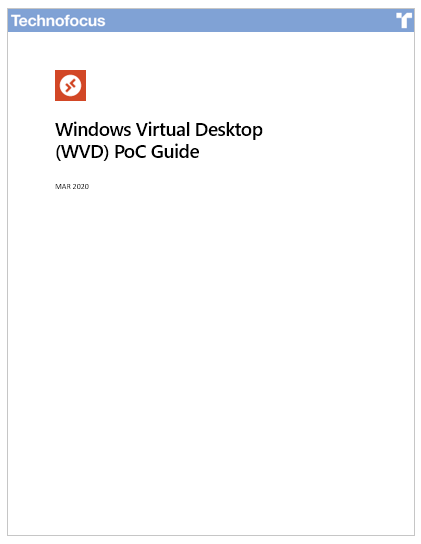 Technofocus
Windows Virtual Desktop
(WVD) PoC Guide
MAR 2020